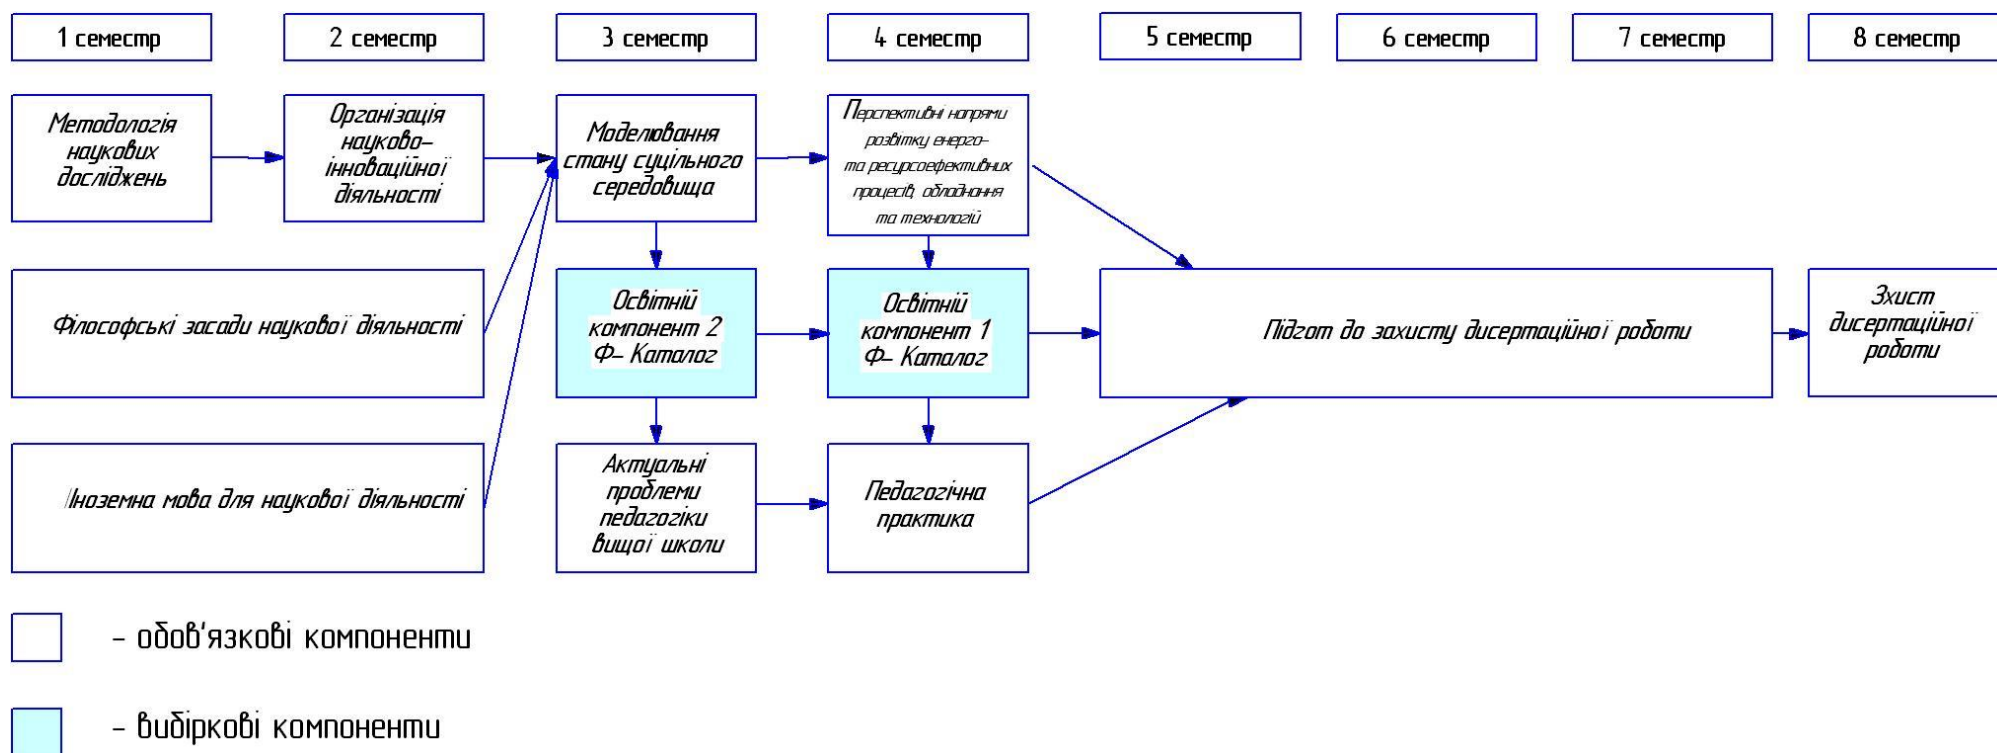 1 семестр
2 семестр
3 семестр
4 семестр
5 семестр
6 семестр
7 семестр
8 семестр
Методологія
наукових
досліджень
Організація
науково-
інноваційної
діяльності
Моделювання
стану суцільного
середовища
Перспективні напрями
розвітку енерго-
та ресурсоефективних
процесів, обладнання
та технологій
Філософські засади наукової діяльності
Освітній
компонент 2
Ф- Каталог
Освітній
компонент 1
Ф- Каталог
Підгот до захисту дисертаційної роботи
Зхист
дисертаційної
роботи
Іноземна мова для наукової діяльності
Актуальні
проблеми
педагогіки
вищої школи
Педагогічна
практика
- обов'язкові компоненти
- вибіркові компоненти